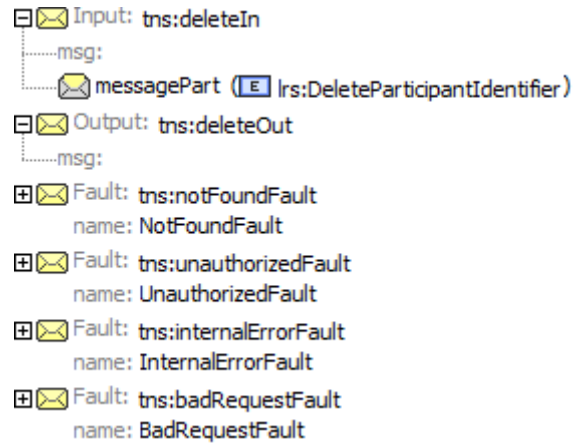 Input: tns:deleteIn
msg:
messagePart (E lrs:DeleteParticipantIdentifier)
Output: tns:deleteOut
msg:
Fault: tns:notFoundFault
name: NotFoundFault
Fault: tns:unauthorizedFault
name: UnauthorizedFault
Fault: tns:internalErrorFault
name: InternalErrorFault
Fault: tns:badRequestFault
name: BadRequestFault